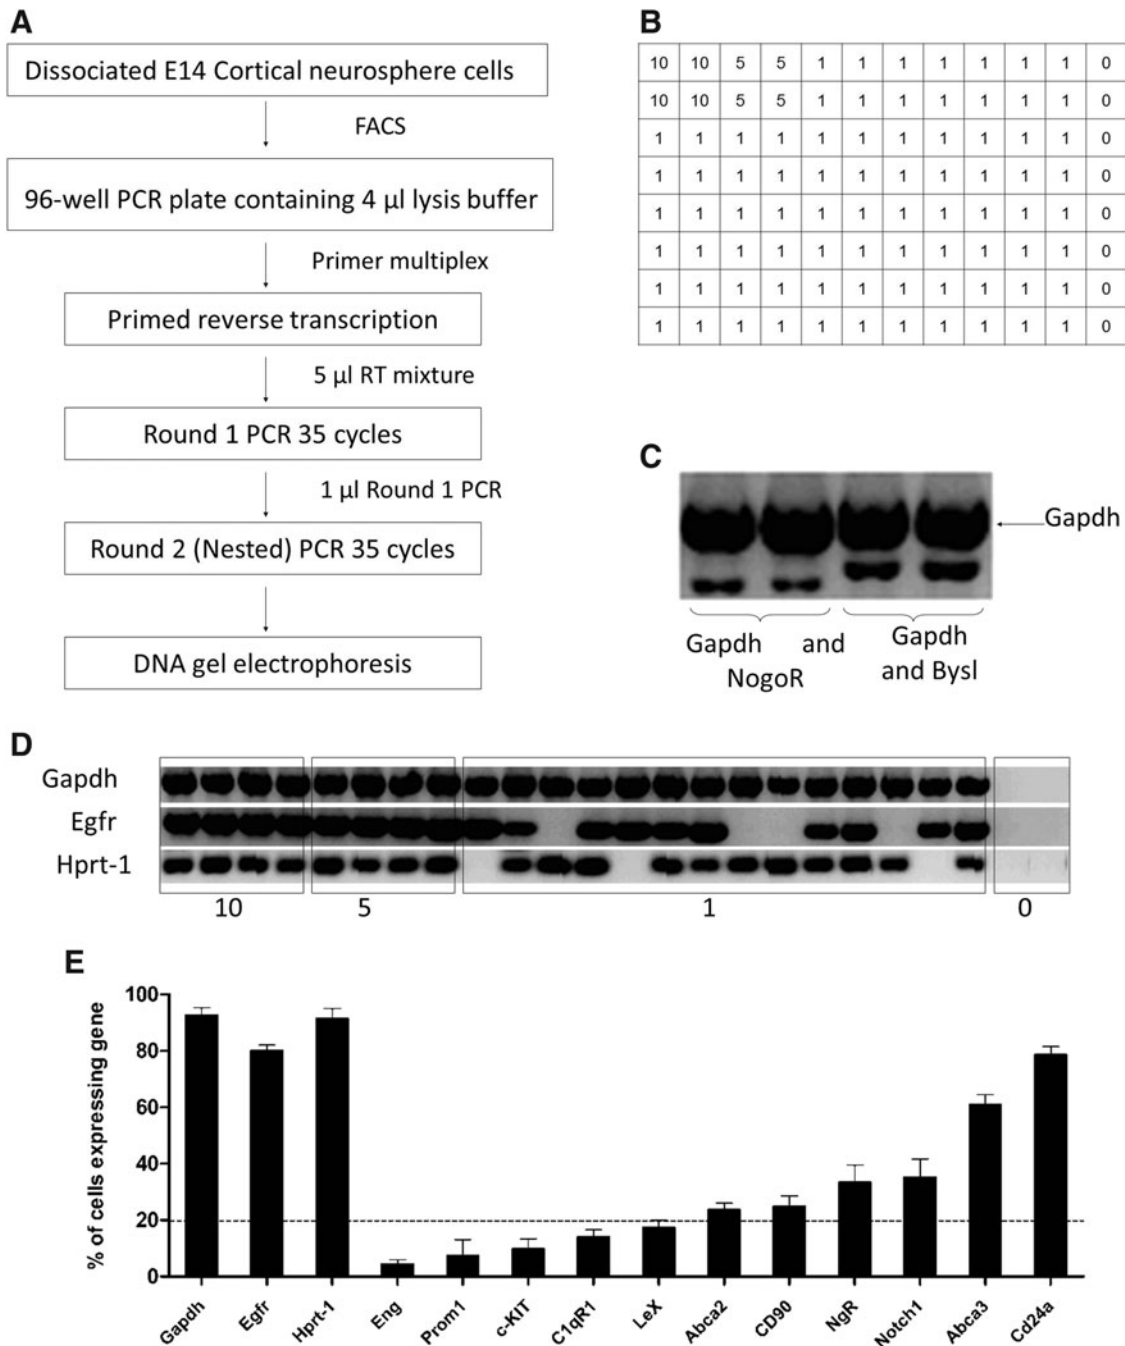 A
Dissociated E14 Cortical neurosphere cells
FACS
96-well PCR plate containing 4 µl lysis buffer
Primer multiplex
Primed reverse transcription
5 µl RT mixture
Round 1 PCR 35 cycles
1 µl Round 1 PCR
Round 2 (Nested) PCR 35 cycles
DNA gel electrophoresis
B
10 10 5 5 1 1 1 1 1 1 1 0
10 10 5 5 1 1 1 1 1 1 1 0
1 1 1 1 1 1 1 1 1 1 1 0
1 1 1 1 1 1 1 1 1 1 1 0
1 1 1 1 1 1 1 1 1 1 1 0
1 1 1 1 1 1 1 1 1 1 1 0
1 1 1 1 1 1 1 1 1 1 1 0
1 1 1 1 1 1 1 1 1 1 1 0
C
Gapdh
Gapdh and
NogoR
Gapdh
and Bysl
D
Gapdh
Egfr
Hprt-1
10 5 1 0
E
% of cells expressing gene
100
80
60
40
20
0
Gapdh Egfr Hprt-1 Eng Prom1 c-KIT C1qR1 LeX Abca2 CD90 NgR Notch1 Abca3 Cd24a